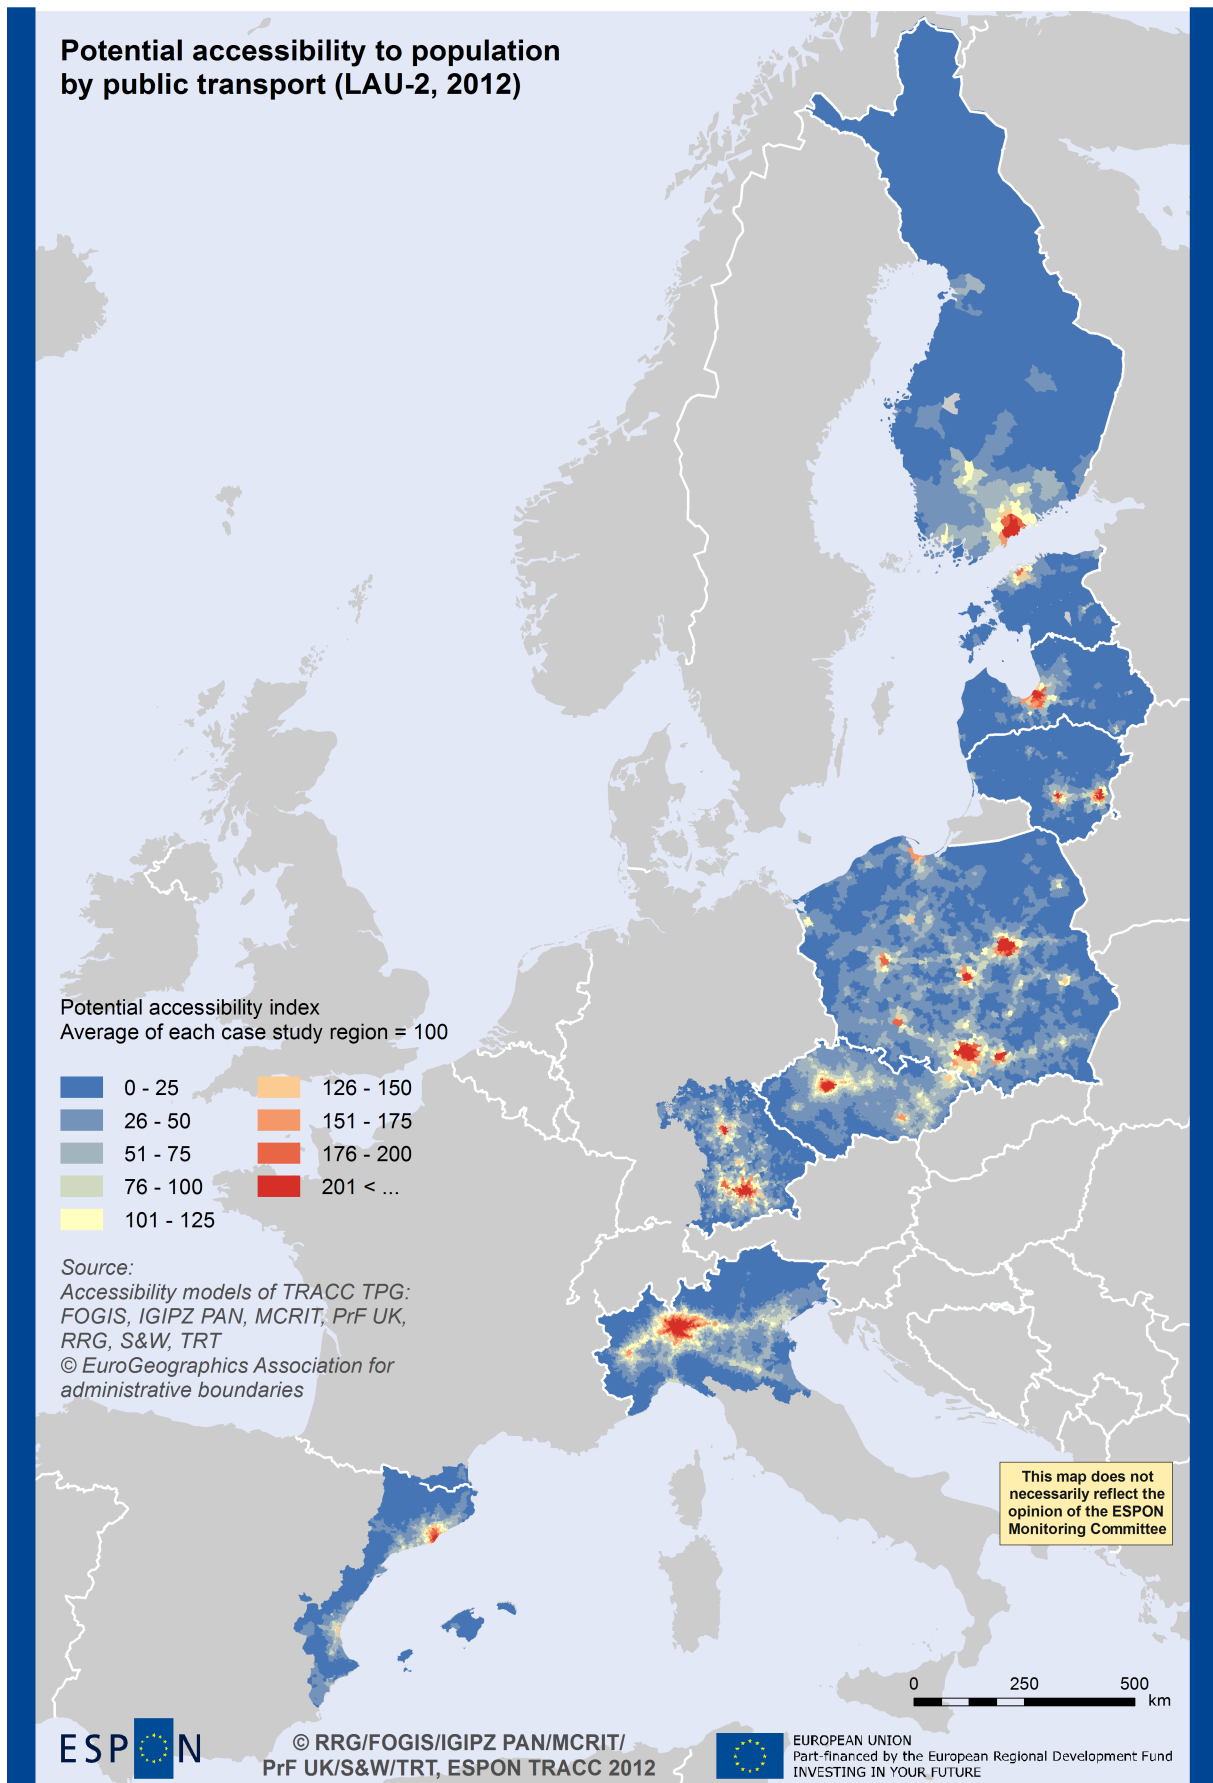 Potential accessibility to population
by public transport (LAU-2, 2012)
Potential accessibility index
Average of each case study region = 100
0 - 25
26 - 50
51 - 75
76 - 100
101 - 125
126 - 150
151 - 175
176 - 200
201 < ...
Source:
Accessibility models of TRACC TPG:
FOGIS, IGIPZ PAN, MCRIT, PrF UK,
RRG, S&W, TRT
© EuroGeographics Association for
administrative boundaries
This map does not
necessarily reflect the
opinion of the ESPON
Monitoring Committee
0 250 500
km
ESPON
© RRG/FOGIS/IGIPZ PAN/MCRIT/
PrF UK/S&W/TRT, ESPON TRACC 2012
EUROPEAN UNION
Part-financed by the European Regional Development Fund
INVESTING IN YOUR FUTURE